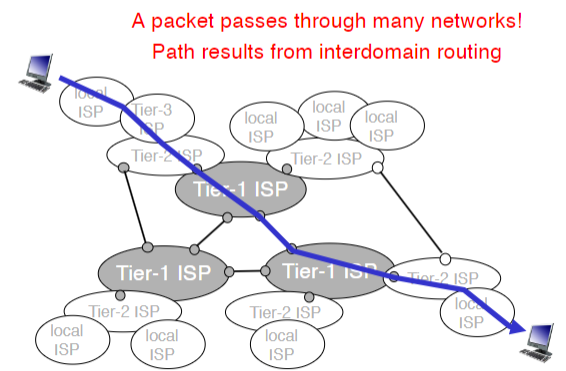 A packet passes through many networks!
Path results from interdomain routing
local
ISP
Tier-3
ISP
local
ISP
local
ISP
local
ISP
Tier-2 ISP
Tier-2 ISP
Tier-1 ISP
Tier-1 ISP
Tier-1 ISP
Tier-2 ISP
Tier-2 ISP
Tier-2 ISP
local
ISP
local
ISP
local
ISP
local
ISP